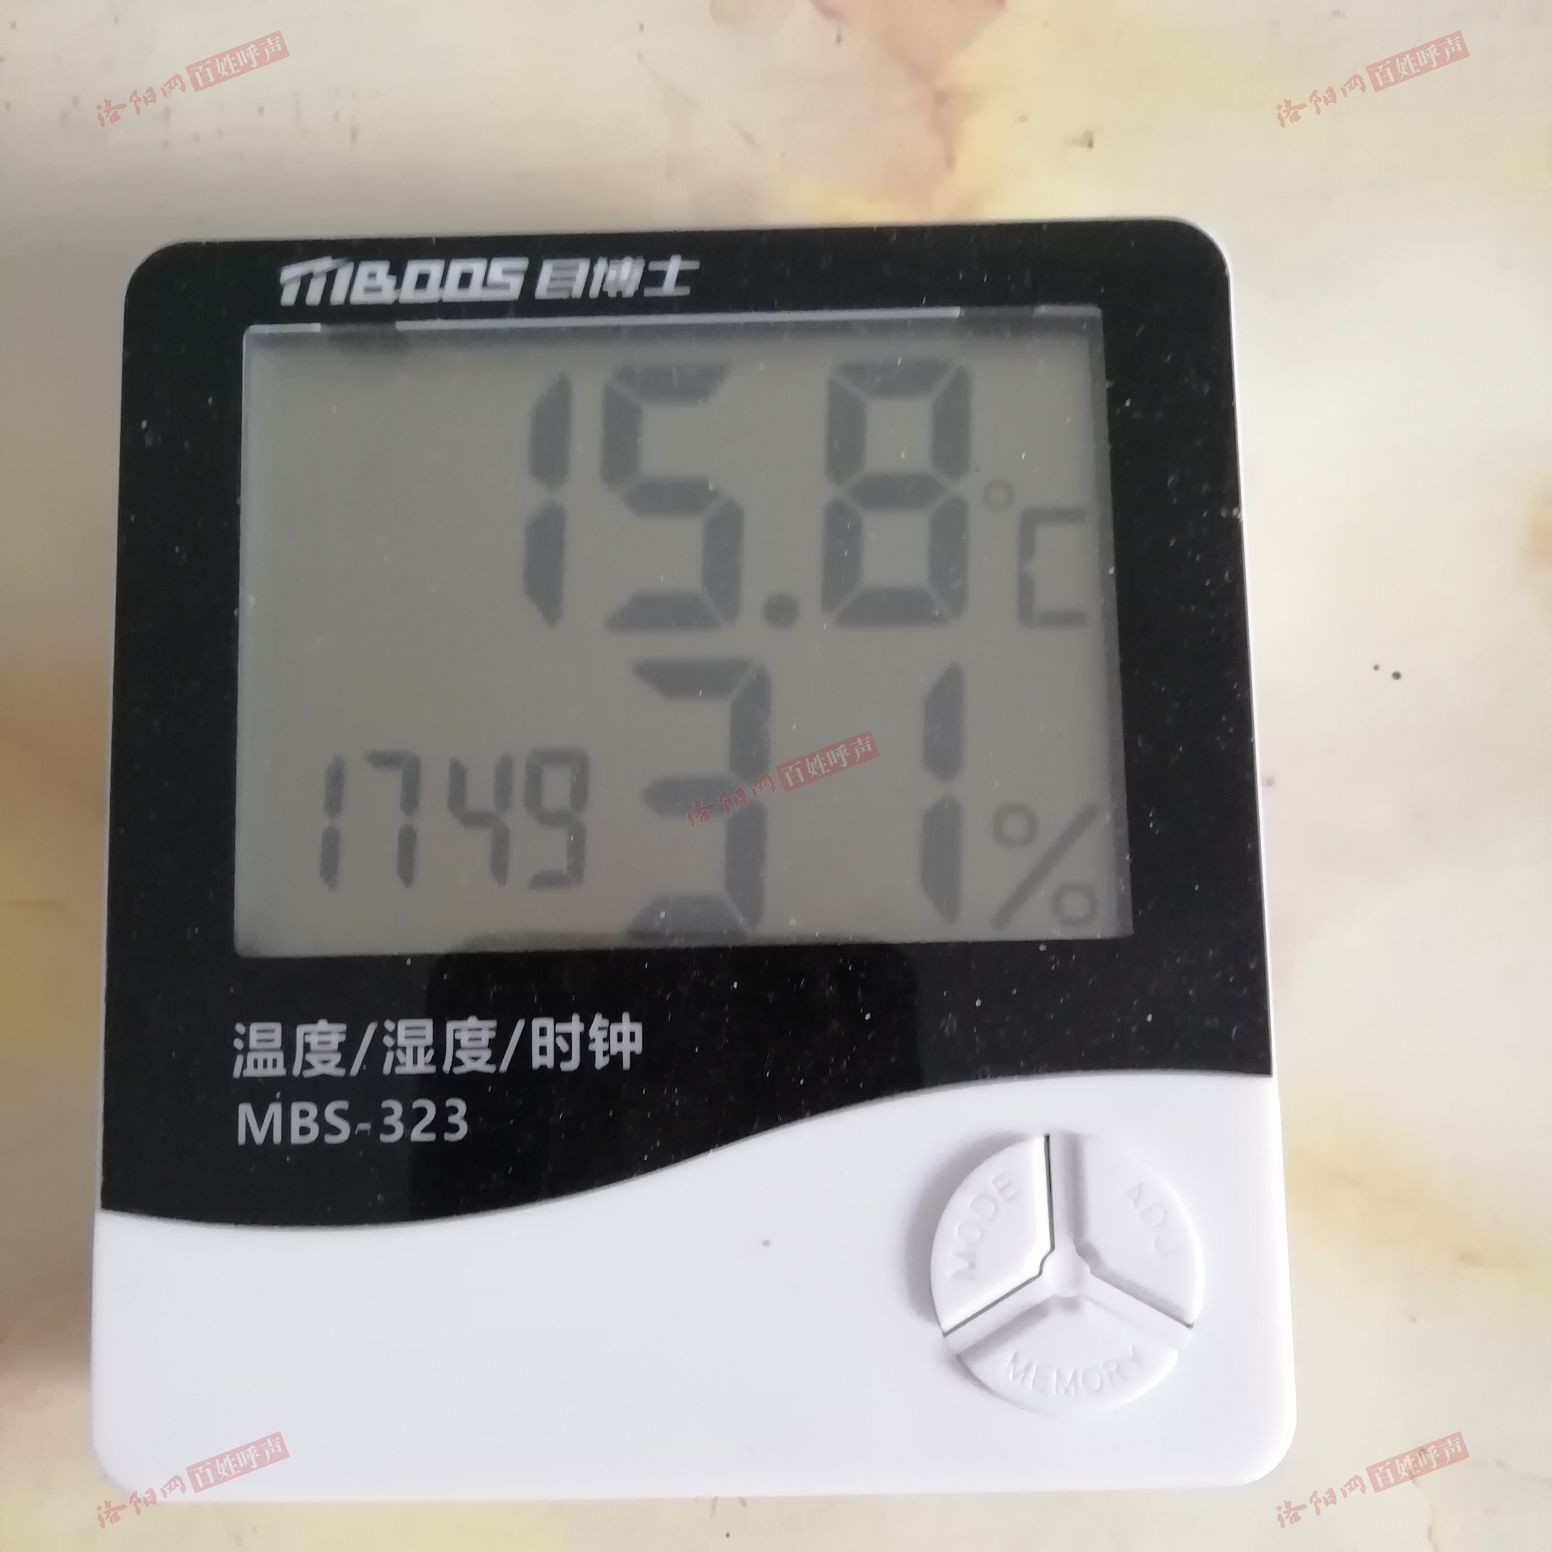 洛阳网 百姓呼声
洛阳网 百姓呼声
MBOOS 目博士
15.8 °C
17 49 31 %
洛阳网 百姓呼声
温度/湿度/时钟
MBS-323
MODE
ADJ
MEMORY
洛阳网 百姓呼声
洛阳网 百姓呼声